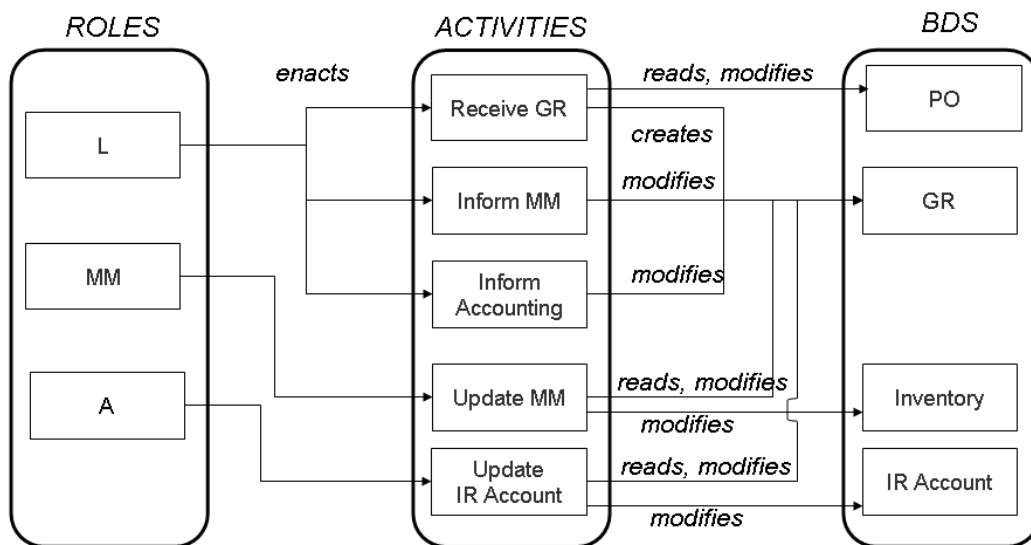 ROLES
ACTIVITIES
BDS
enacts
reads, modifies
L
Receive GR
PO
creates
modifies
Inform MM
GR
MM
Inform
Accounting
modifies
A
Update MM
reads, modifies
Inventory
modifies
Update
IR Account
reads, modifies
IR Account
modifies